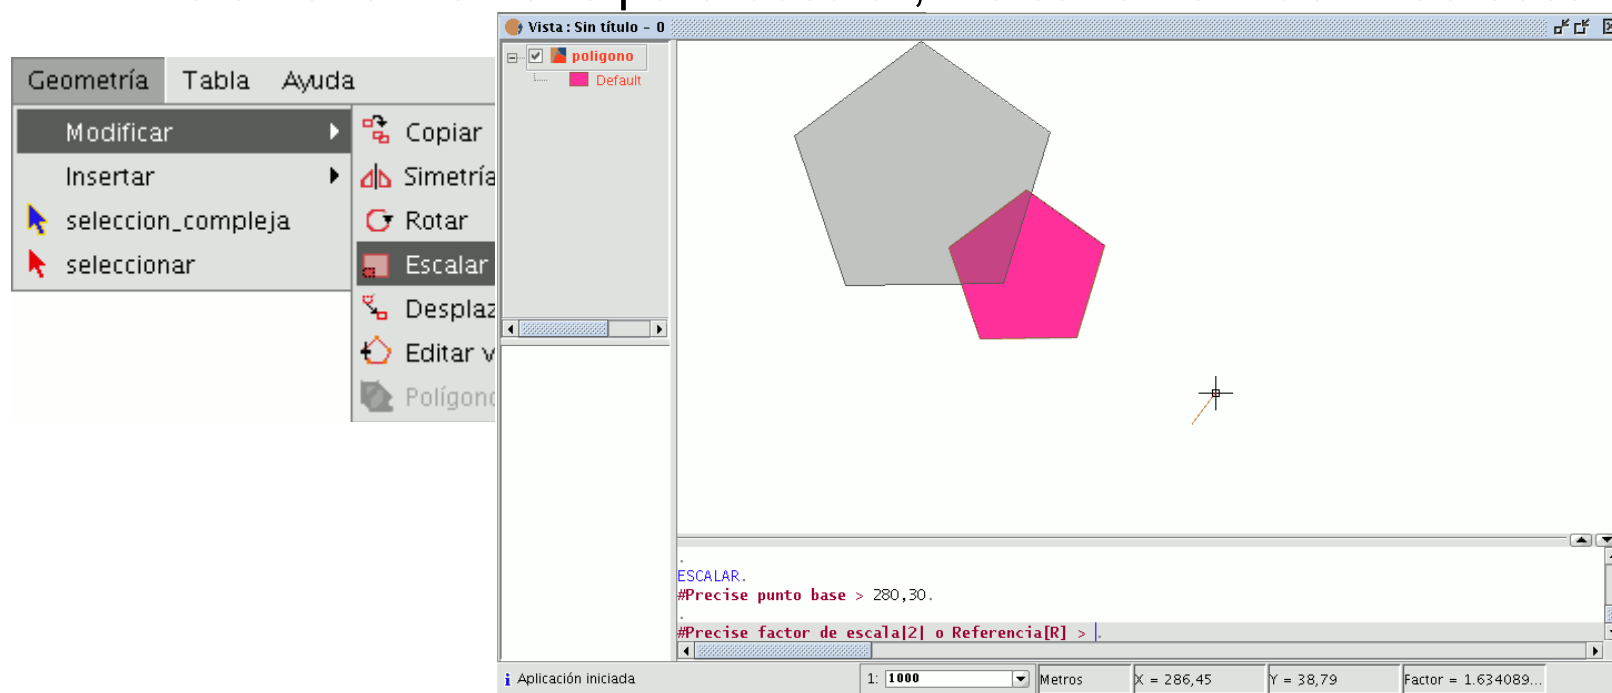 Vista : Sin título - 0
Geometría Tabla Ayuda
Modificar
Insertar
seleccion_compleja
seleccionar
Copiar
Simetría
Rotar
Escalar
Desplaz
Editar v
Polígono
poligono
Default
.
ESCALAR.
#Precise punto base > 280,30.
.
#Precise factor de escala|2| o Referencia[R] > .
i Aplicación iniciada 1: 1000 Metros X = 286,45 Y = 38,79 Factor = 1.634089...